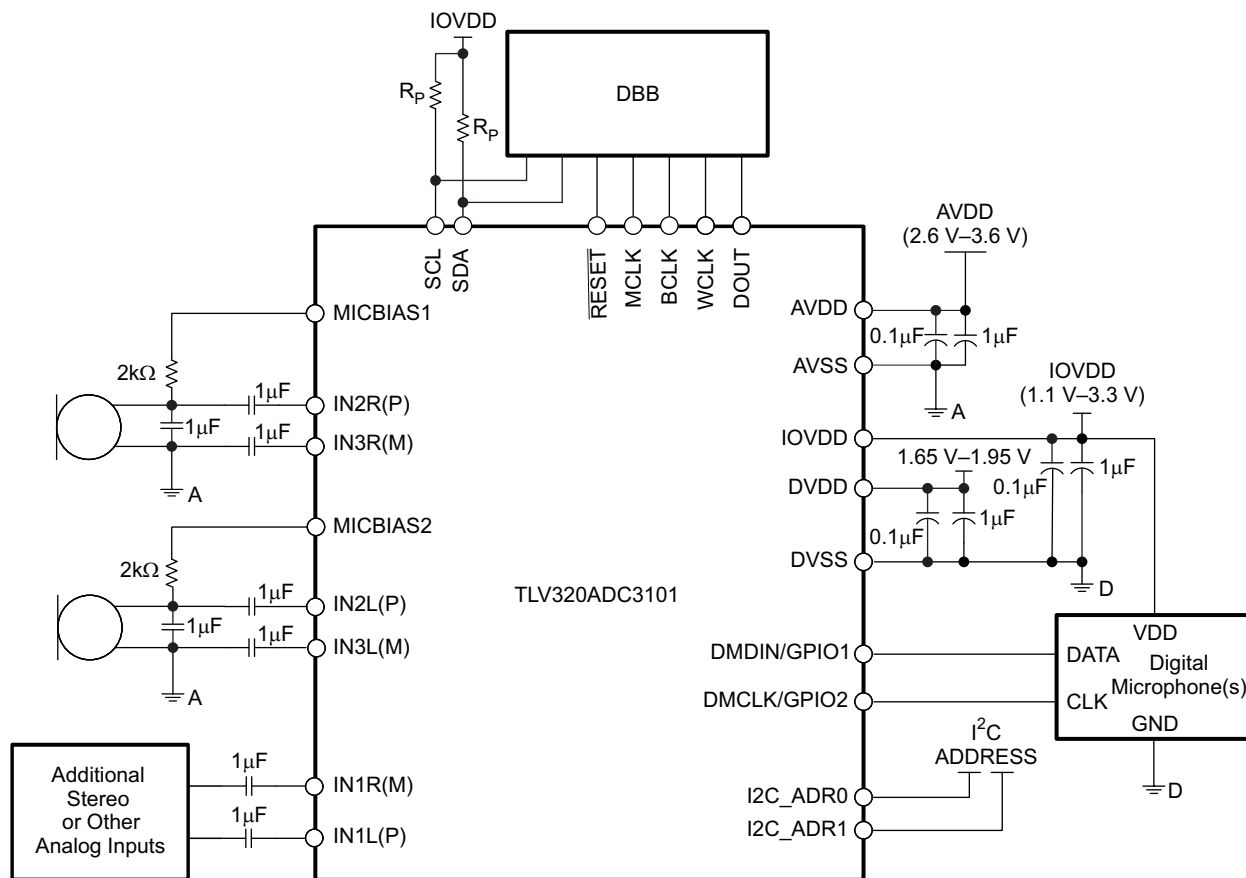 IOVDD
DBB
RP
RP
SCL
SDA
RESET
MCLK
BCLK
WCLK
DOUT
AVDD
(2.6 V–3.6 V)
MICBIAS1
2kΩ
1μF
IN2R(P)
1μF
1μF
IN3R(M)
A
MICBIAS2
2kΩ
1μF
IN2L(P)
1μF
1μF
IN3L(M)
A
Additional
Stereo
or Other
Analog Inputs
1μF
IN1R(M)
1μF
IN1L(P)
TLV320ADC3101
AVDD
0.1μF
1μF
AVSS
A
IOVDD
(1.1 V–3.3 V)
IOVDD
1.65 V–1.95 V
0.1μF
1μF
DVDD
0.1μF
1μF
DVSS
D
DMDIN/GPIO1
DMCLK/GPIO2
VDD
DATA
Digital
Microphone(s)
CLK
GND
D
I²C
ADDRESS
I2C_ADR0
I2C_ADR1